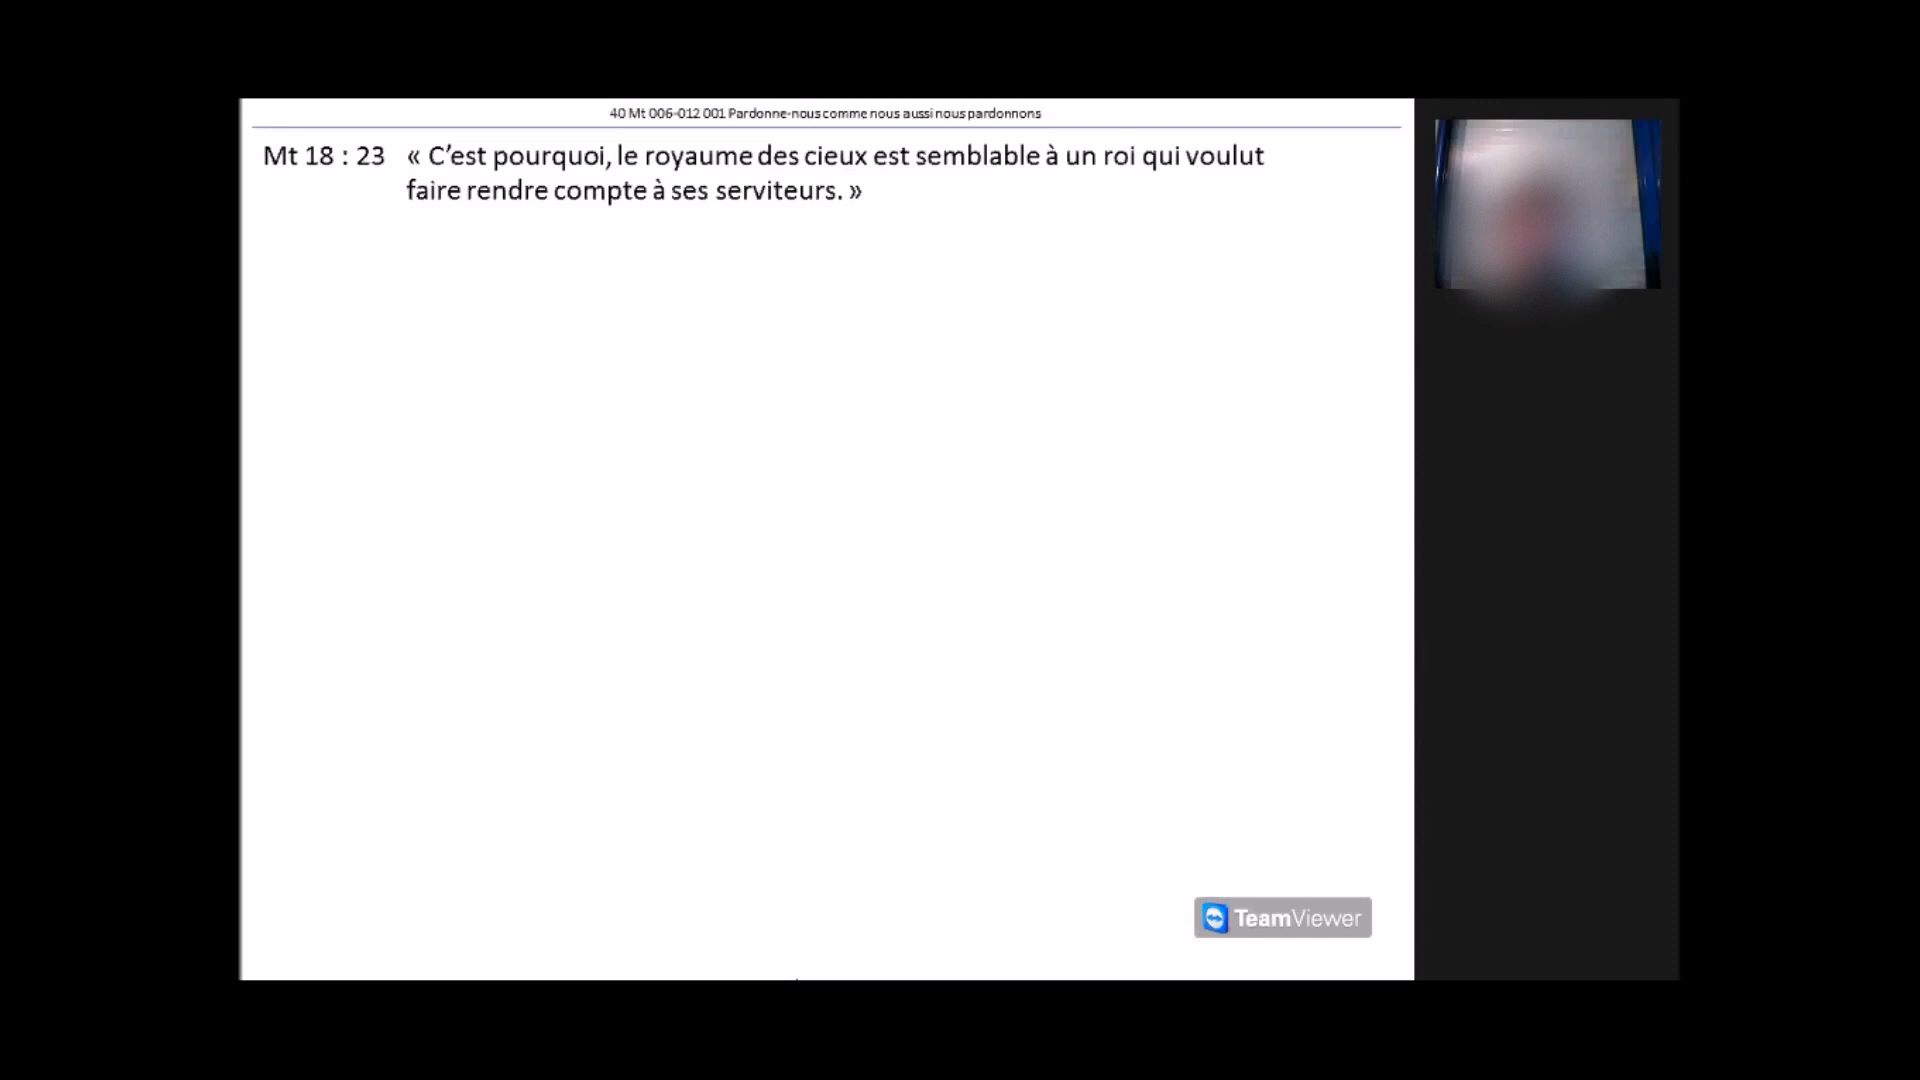 40 Mt 006-012 001 Pardonne-nous comme nous aussi nous pardonnons
Mt 18 : 23 « C’est pourquoi, le royaume des cieux est semblable à un roi qui voulut
faire rendre compte à ses serviteurs. »
TeamViewer